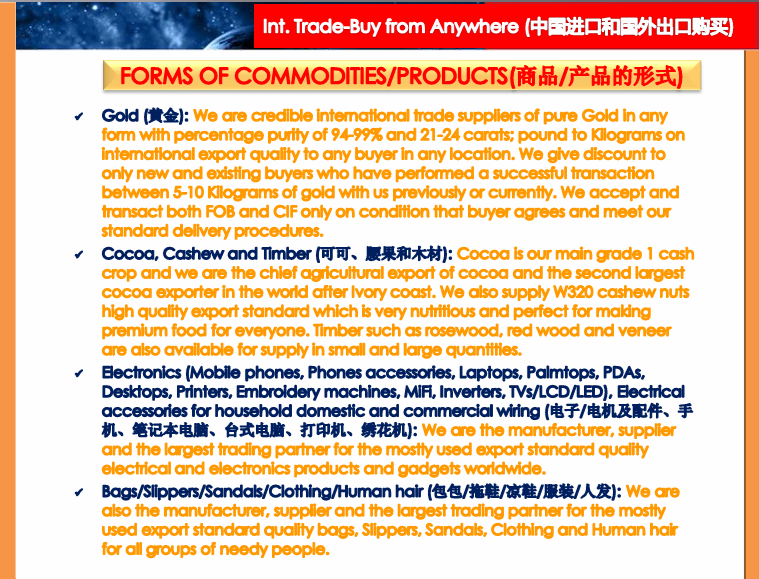 Int. Trade-Buy from Anywhere (中国进口和国外出口购买)
FORMS OF COMMODITIES/PRODUCTS(商品/产品的形式)
✔ Gold (黄金): We are credible international trade suppliers of pure Gold in any
form with percentage purity of 94-99% and 21-24 carats; pound to Kilograms on
international export quality to any buyer in any location. We give discount to
only new and existing buyers who have performed a successful transaction
between 5-10 Kilograms of gold with us previously or currently. We accept and
transact both FOB and CIF only on condition that buyer agrees and meet our
standard delivery procedures.
✔ Cocoa, Cashew and Timber (可可、腰果和木材): Cocoa is our main grade 1 cash
crop and we are the chief agricultural export of cocoa and the second largest
cocoa exporter in the world after Ivory coast. We also supply W320 cashew nuts
high quality export standard which is very nutritious and perfect for making
premium food for everyone. Timber such as rosewood, red wood and veneer
are also available for supply in small and large quantities.
✔ Electronics (Mobile phones, Phones accessories, Laptops, Palmtops, PDAs,
Desktops, Printers, Embroidery machines, MiFi, Inverters, TVs/LCD/LED), Electrical
accessories for household domestic and commercial wiring (电子/电机及配件、手
机、笔记本电脑、台式电脑、打印机、绣花机): We are the manufacturer, supplier
and the largest trading partner for the mostly used export standard quality
electrical and electronics products and gadgets worldwide.
✔ Bags/Slippers/Sandals/Clothing/Human hair (包包/拖鞋/凉鞋/服装/人发): We are
also the manufacturer, supplier and the largest trading partner for the mostly
used export standard quality bags, Slippers, Sandals, Clothing and Human hair
for all groups of needy people.